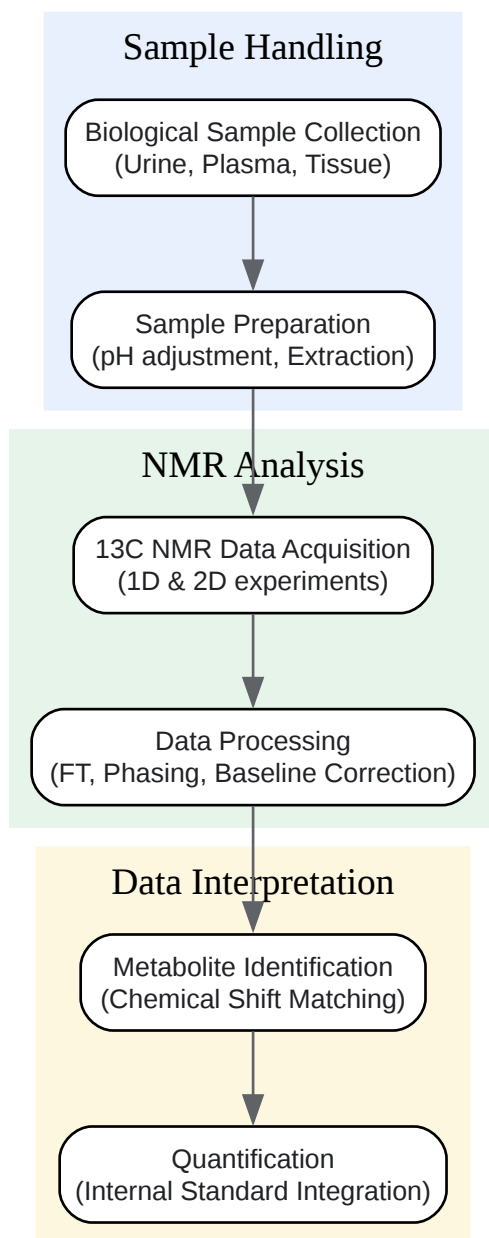 Sample Handling
Biological Sample Collection
(Urine, Plasma, Tissue)
Sample Preparation
(pH adjustment, Extraction)
NMR Analysis
13C NMR Data Acquisition
(1D & 2D experiments)
Data Processing
(FT, Phasing, Baseline Correction)
Data Interpretation
Metabolite Identification
(Chemical Shift Matching)
Quantification
(Internal Standard Integration)